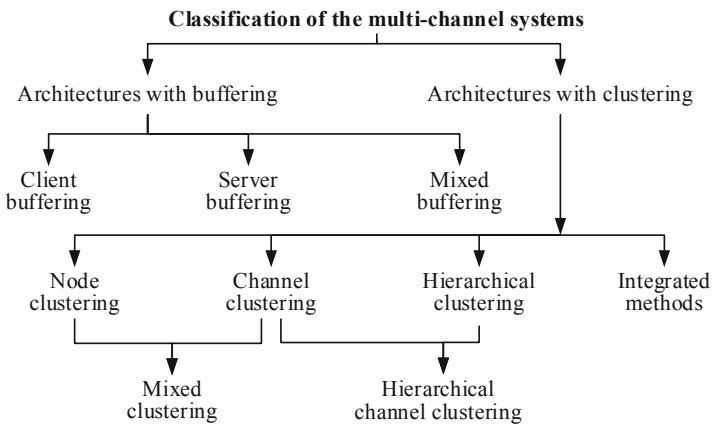 Classification of the multi-channel systems
Architectures with buffering
Architectures with clustering
Client
buffering
Server
buffering
Mixed
buffering
Node
clustering
Channel
clustering
Hierarchical
clustering
Integrated
methods
Mixed
clustering
Hierarchical
channel clustering